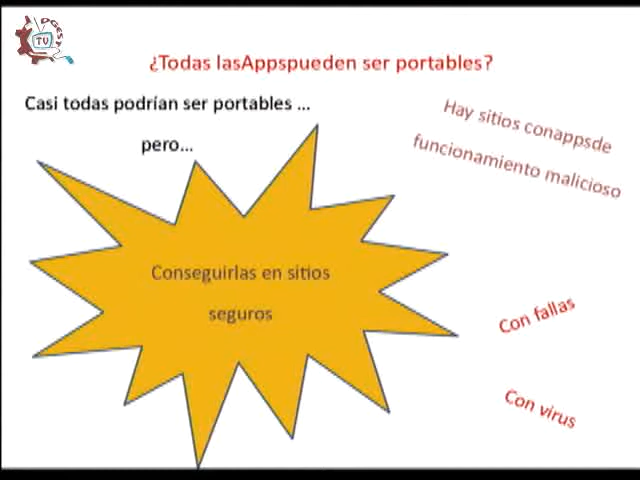 TV
¿Todas lasAppspueden ser portables?
Casi todas podrían ser portables ...
pero...
Hay sitios conappsde
funcionamiento malicioso
Conseguirlas en sitios
seguros
Con fallas
Con virus